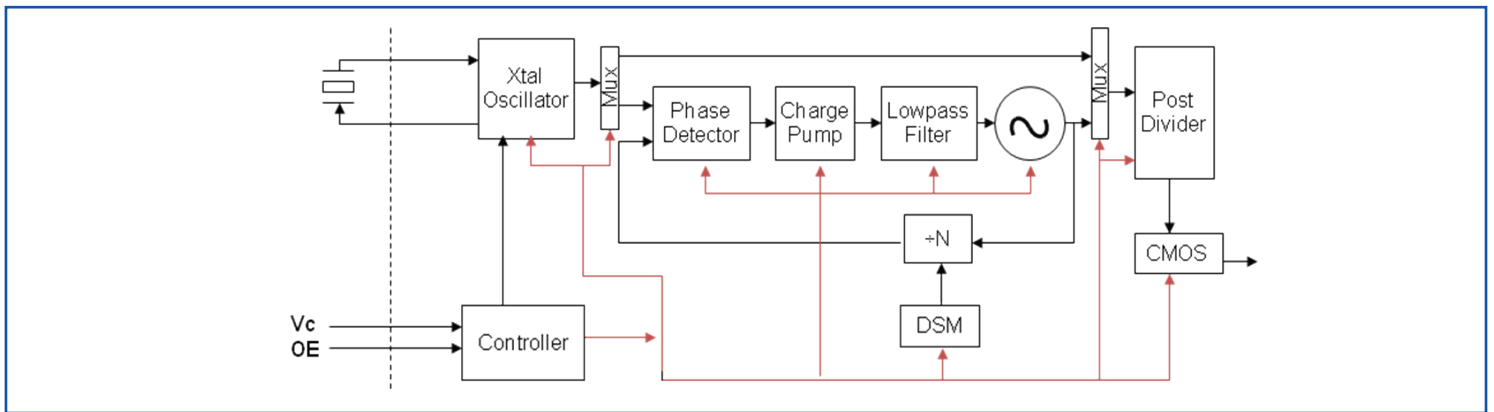 Xtal
Oscillator
Mux
Phase
Detector
Charge
Pump
Lowpass
Filter
Mux
Post
Divider
÷N
CMOS
DSM
Vc
OE
Controller